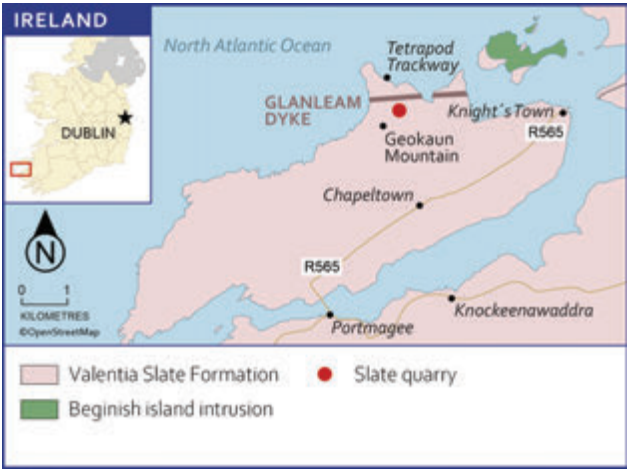 IRELAND
North Atlantic Ocean
Tetrapod
Trackway
GLANLEAM
DYKE
Knight´s Town
R565
DUBLIN
Geokaun
Mountain
Chapeltown
N
R565
0 1
KILOMETRES
©OpenStreetMap
Portmagee
Knockeenawaddra
Valentia Slate Formation
Slate quarry
Beginish island intrusion